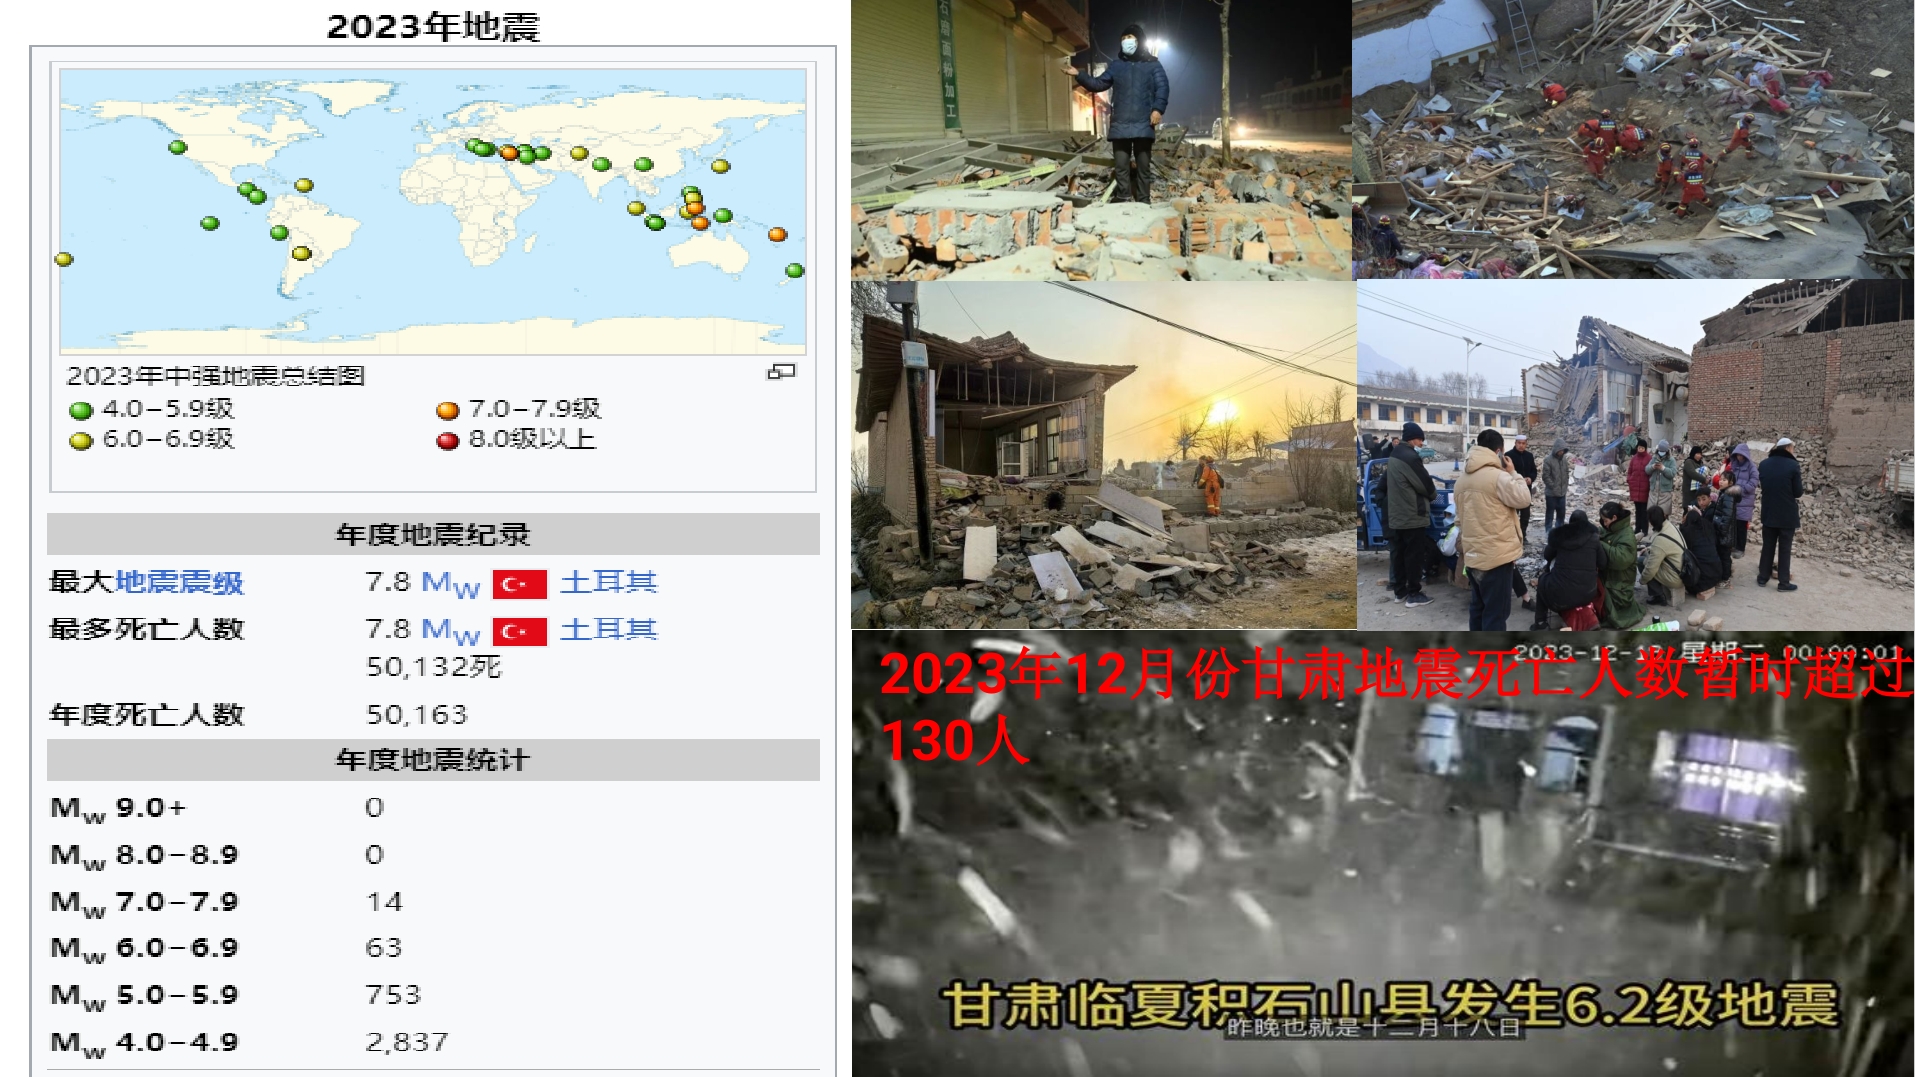 2023年地震
2023年中强地震总结图
4.0-5.9级
7.0-7.9级
6.0-6.9级
8.0级以上
年度地震纪录
最大地震震级 7.8 Mw 土耳其
最多死亡人数 7.8 Mw 土耳其
50,132死
年度死亡人数 50,163
年度地震统计
Mw 9.0+ 0
Mw 8.0-8.9 0
Mw 7.0-7.9 14
Mw 6.0-6.9 63
Mw 5.0-5.9 753
Mw 4.0-4.9 2,837
石磨面粉加工
2023-12- 星期二 00:00:01
2023年12月份甘肃地震死亡人数暂时超过
130人
甘肃临夏积石山县发生6.2级地震
昨晚也就是十二月十八日